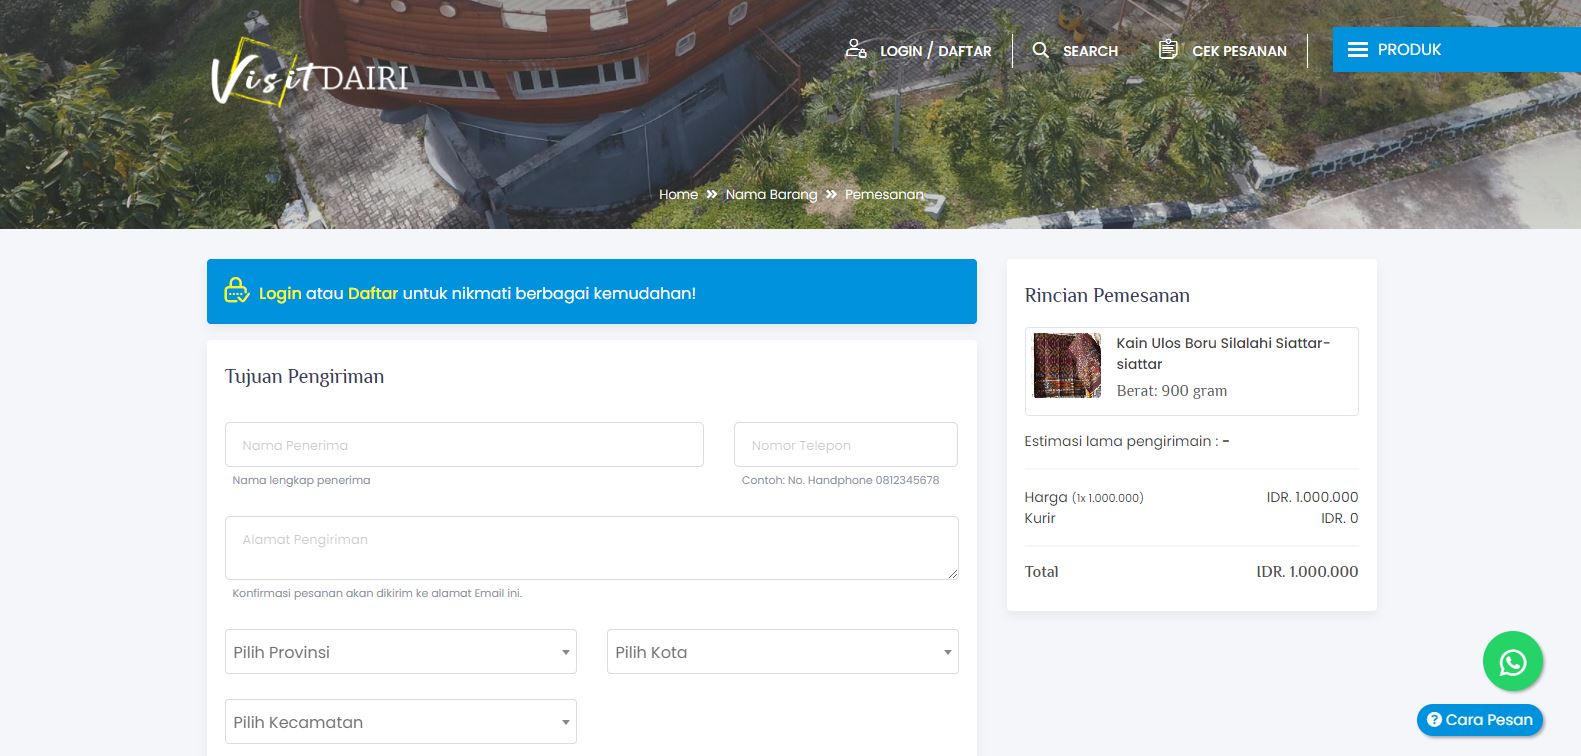 Visit DAIRI
LOGIN / DAFTAR
SEARCH
CEK PESANAN
PRODUK
Home » Nama Barang » Pemesanan
Login atau Daftar untuk nikmati berbagai kemudahan!
Tujuan Pengiriman
Nama Penerima
Nama lengkap penerima
Nomor Telepon
Contoh: No. Handphone 0812345678
Alamat Pengiriman
Konfirmasi pesanan akan dikirim ke alamat Email ini.
Pilih Provinsi
Pilih Kota
Pilih Kecamatan
Rincian Pemesanan
Kain Ulos Boru Silalahi Siattar-
siattar
Berat: 900 gram
Estimasi lama pengirimain : -
Harga (1x 1.000.000) IDR. 1.000.000
Kurir IDR. 0
Total IDR. 1.000.000
Cara Pesan